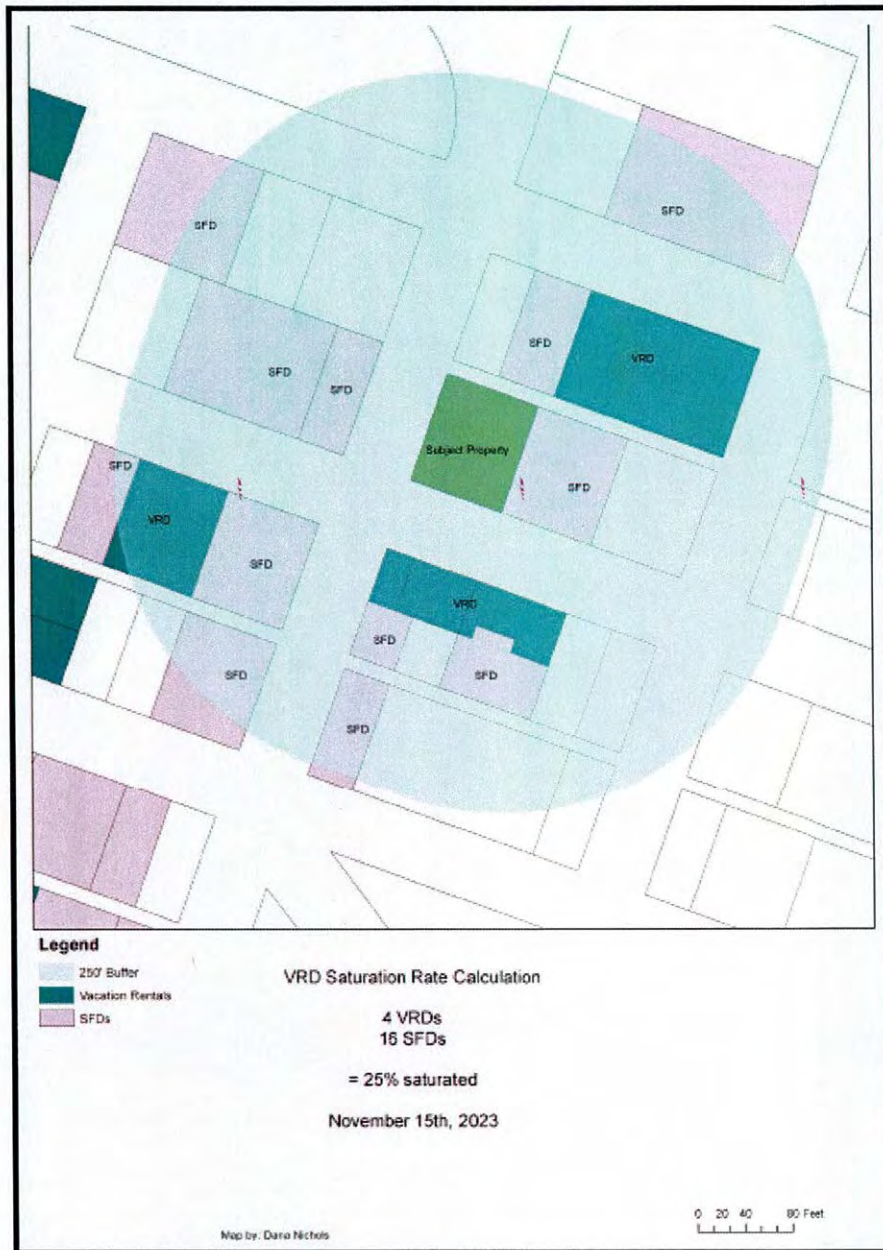 SFD
SFD
SFD
VRD
SFD
SFD
Subject Property
SFD
SFD
VRD
SFD
VRD
SFD
SFD
SFD
SFD
Legend
250' Buffer
Vacation Rentals
SFDs
VRD Saturation Rate Calculation
4 VRDs
16 SFDs
= 25% saturated
November 15th, 2023
0 20 40 80 Feet
Map by: Dana Nichols